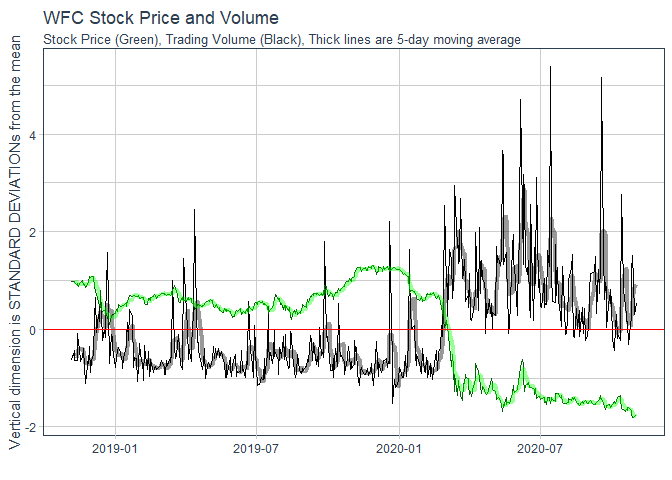 WFC Stock Price and Volume
Stock Price (Green), Trading Volume (Black), Thick lines are 5-day moving average
Vertical dimension is STANDARD DEVIATIONs from the mean
4
2
0
-2
2019-01 2019-07 2020-01 2020-07